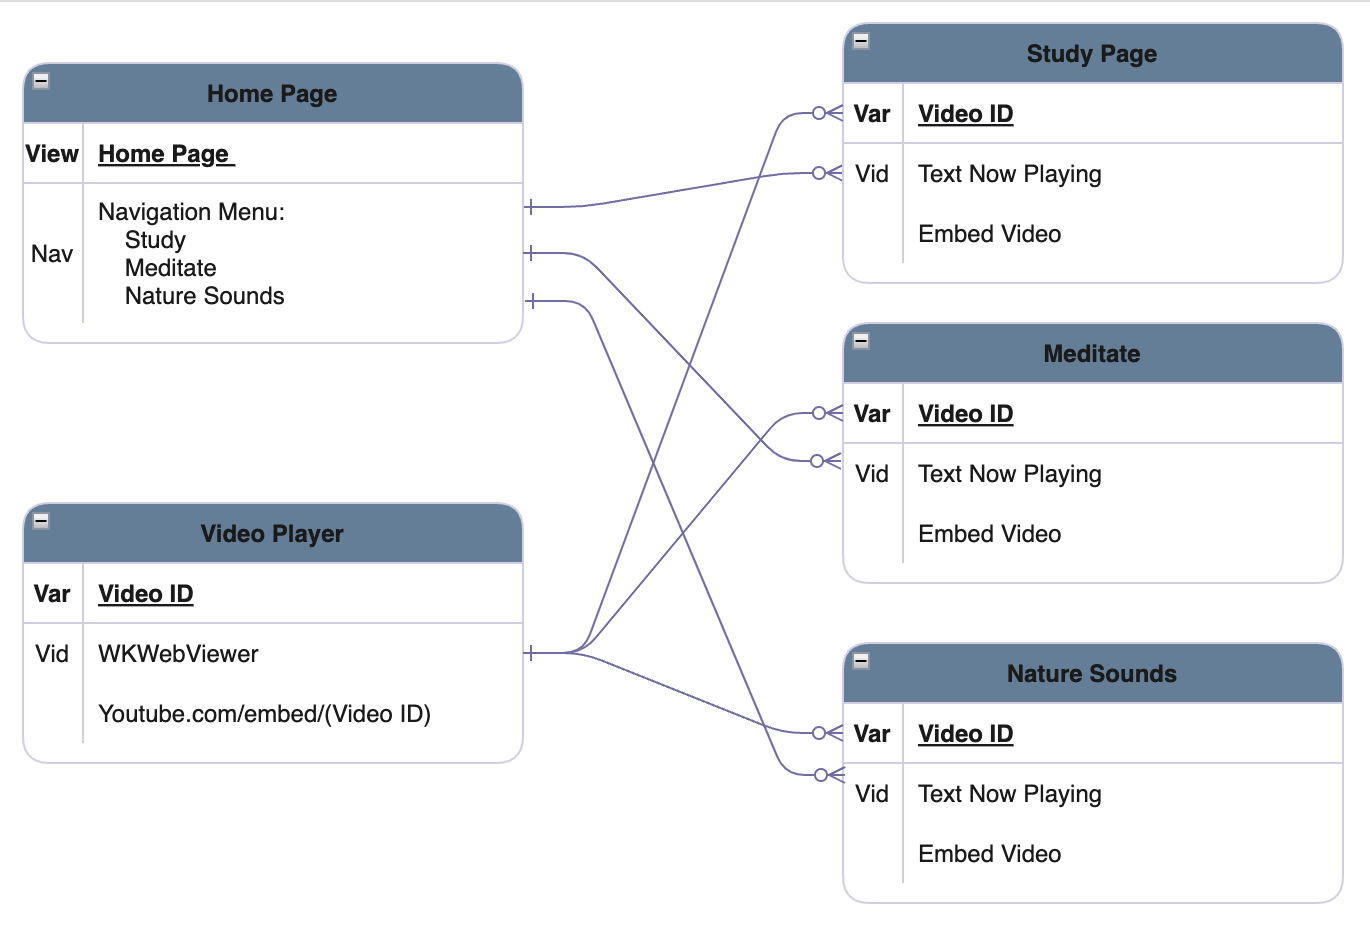 Home Page
View Home Page
Nav Navigation Menu:
Study
Meditate
Nature Sounds
Video Player
Var Video ID
Vid WKWebViewer
Youtube.com/embed/(Video ID)
Study Page
Var Video ID
Vid Text Now Playing
Embed Video
Meditate
Var Video ID
Vid Text Now Playing
Embed Video
Nature Sounds
Var Video ID
Vid Text Now Playing
Embed Video